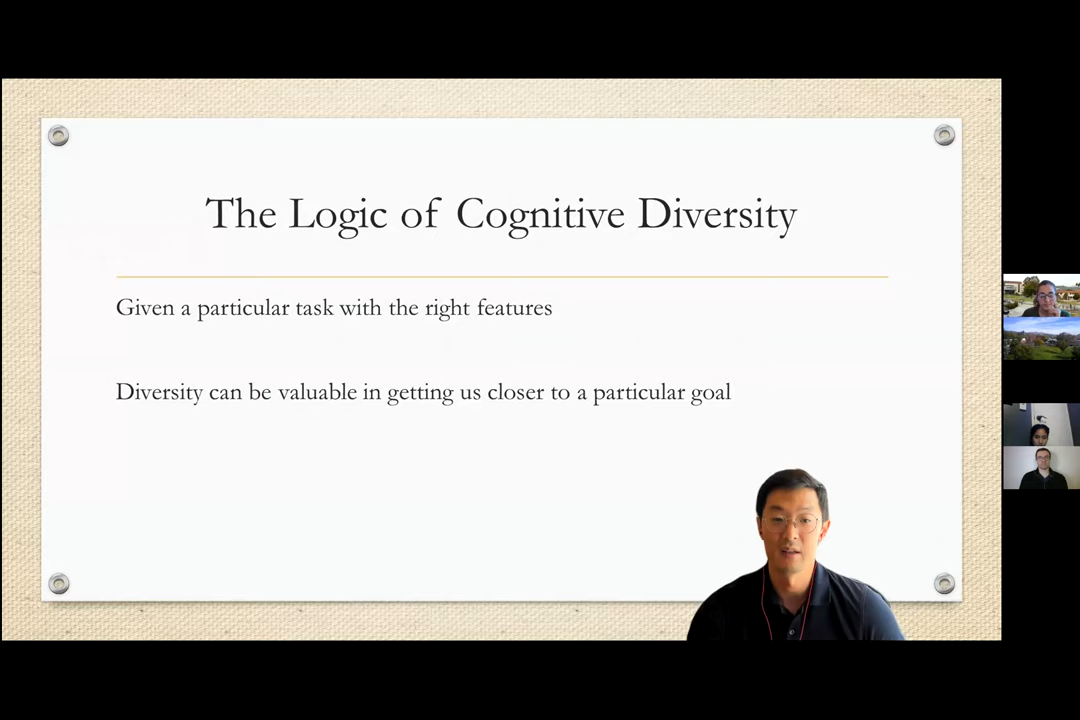 The Logic of Cognitive Diversity
Given a particular task with the right features
Diversity can be valuable in getting us closer to a particular goal